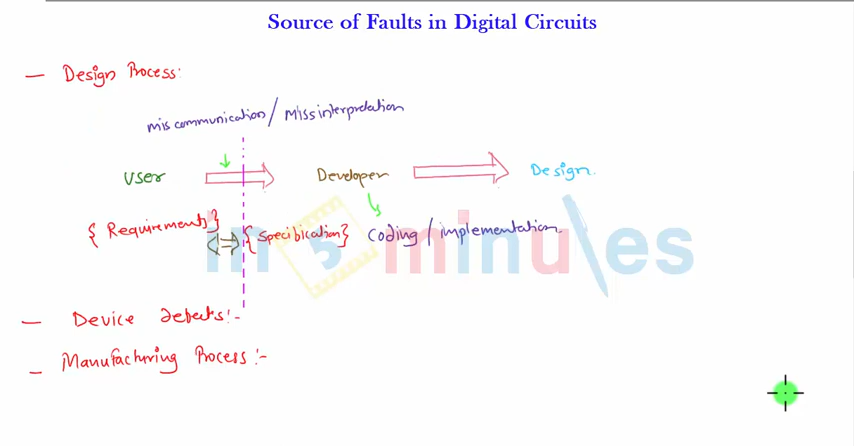 Source of Faults in Digital Circuits
— Design Process:
mis communication / Miss interpretation
User Developer Design.
{ Requirements } { Specification } Coding / implementation.
in 5 minutes
— Device defects:-
— Manufacturing Process :-